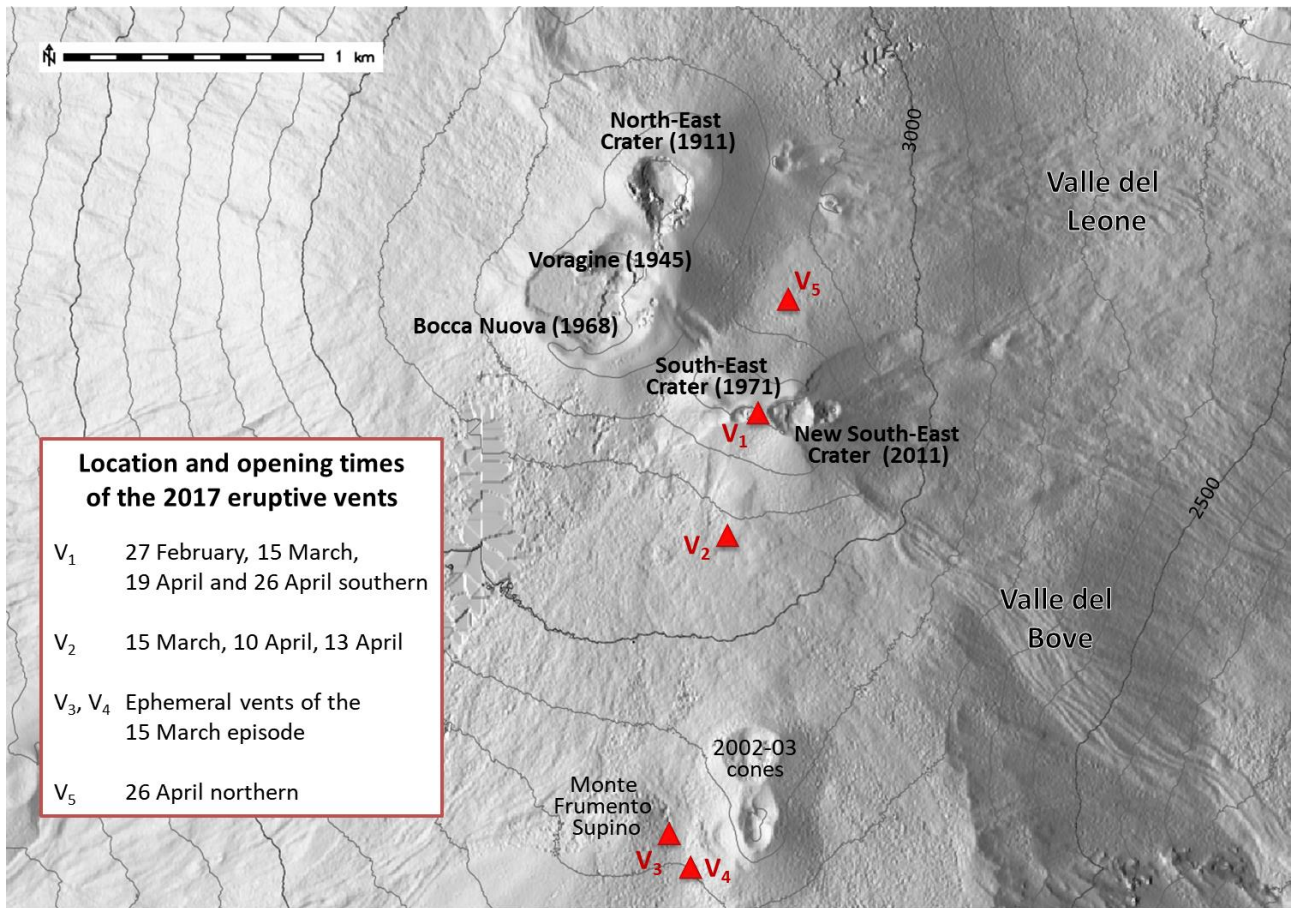 N
1 km
North-East
Crater (1911)
3000
Valle del
Leone
Voragine (1945)
V₅
Bocca Nuova (1968)
South-East
Crater (1971)
V₁
New South-East
Crater (2011)
2500
V₂
Location and opening times
of the 2017 eruptive vents
V₁ 27 February, 15 March,
19 April and 26 April southern
V₂ 15 March, 10 April, 13 April
V₃, V₄ Ephemeral vents of the
15 March episode
V₅ 26 April northern
Valle del
Bove
2002-03
cones
Monte
Frumento
Supino
V₃
V₄